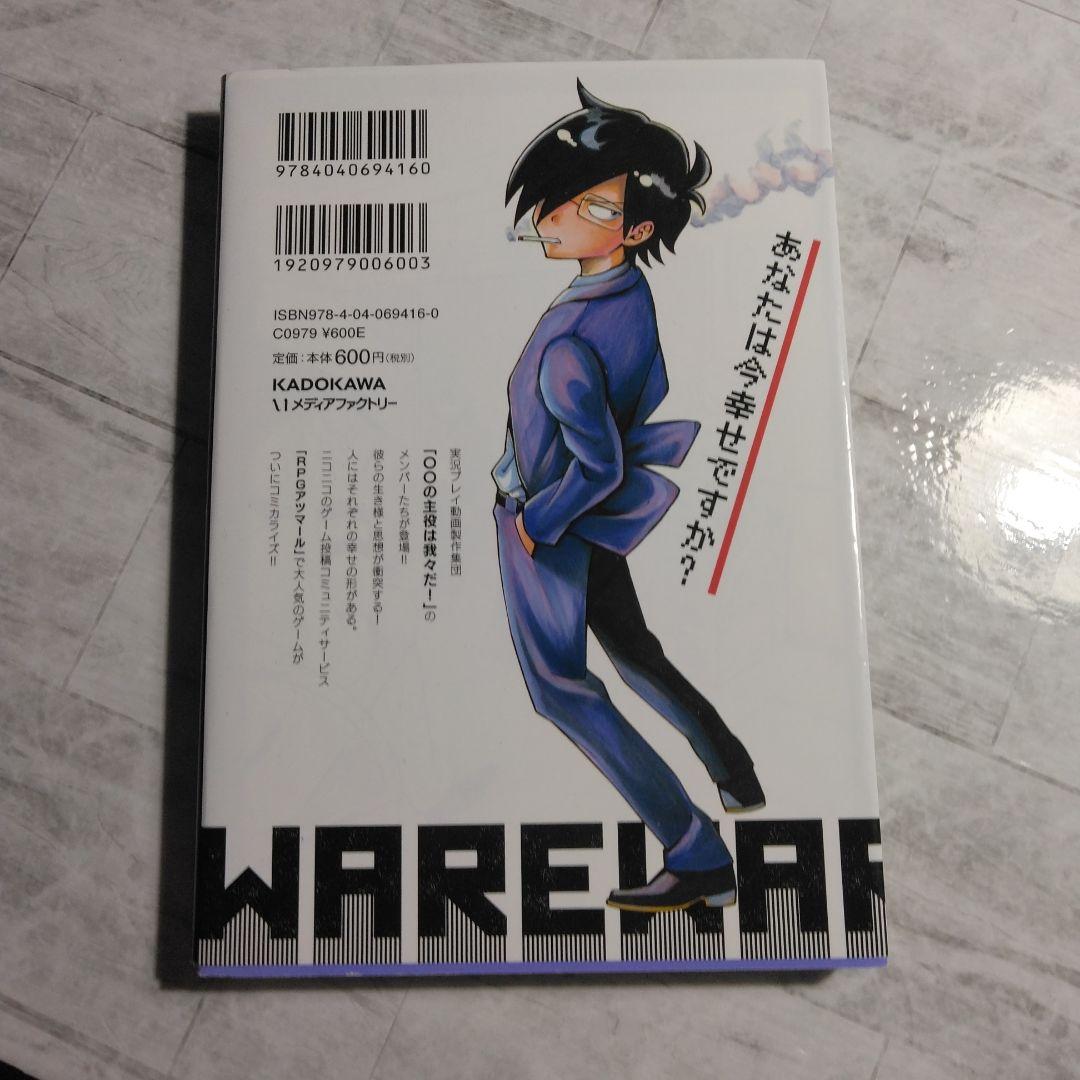 9784040694160
1920979006003
ISBN978-4-04-069416-0
C0979 ¥600E
定価：本体600円(税別)
KADOKAWA
メディアファクトリー
あなたは今幸せですか？
実況プレイ動画製作集団
『〇〇の主役は我々だ！』の
メンバーたちが登場!!
彼らの生き様と思想が衝突する！
人にはそれぞれの幸せの形がある。
ニコニコのゲーム投稿コミュニティサービス
『RPGアツマール』で大人気のゲームが
ついにコミカライズ!!